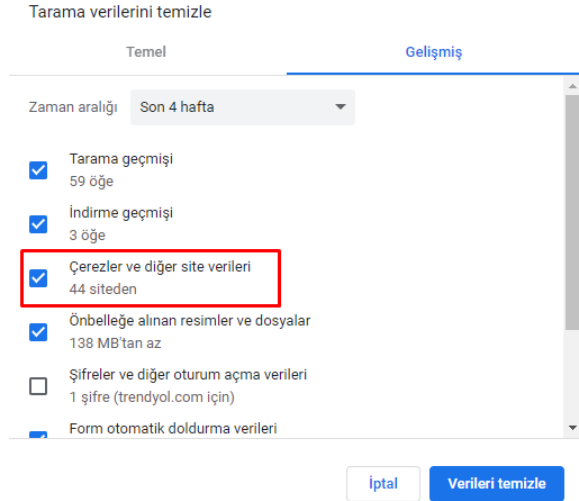 Tarama verilerini temizle
Temel
Gelişmiş
Zaman aralığı
Son 4 hafta
Tarama geçmişi
59 öğe
İndirme geçmişi
3 öğe
Çerezler ve diğer site verileri
44 siteden
Önbelleğe alınan resimler ve dosyalar
138 MB'tan az
Şifreler ve diğer oturum açma verileri
1 şifre (trendyol.com için)
Form otomatik doldurma verileri
İptal
Verileri temizle